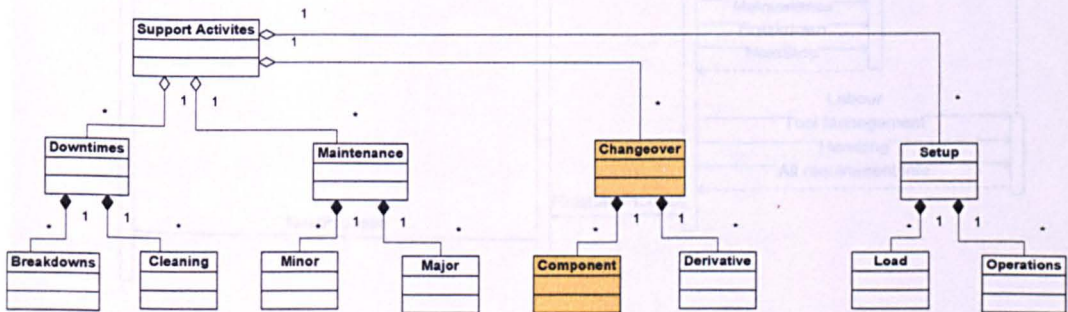 1
Support Activites
1
1
1
*
*
*
*
Downtimes
Maintenance
Changeover
Setup
1
1
1
1
1
1
1
1
*
*
*
*
*
*
*
*
Breakdowns
Cleaning
Minor
Major
Component
Derivative
Load
Operations
Labour
Tool Management